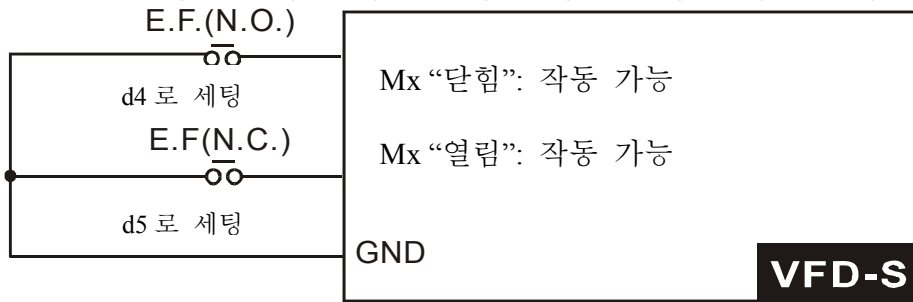 E.F.(N.O.)
d4 로 세팅
Mx “닫힘”: 작동 가능
E.F(N.C.)
Mx “열림”: 작동 가능
d5 로 세팅
GND
VFD-S